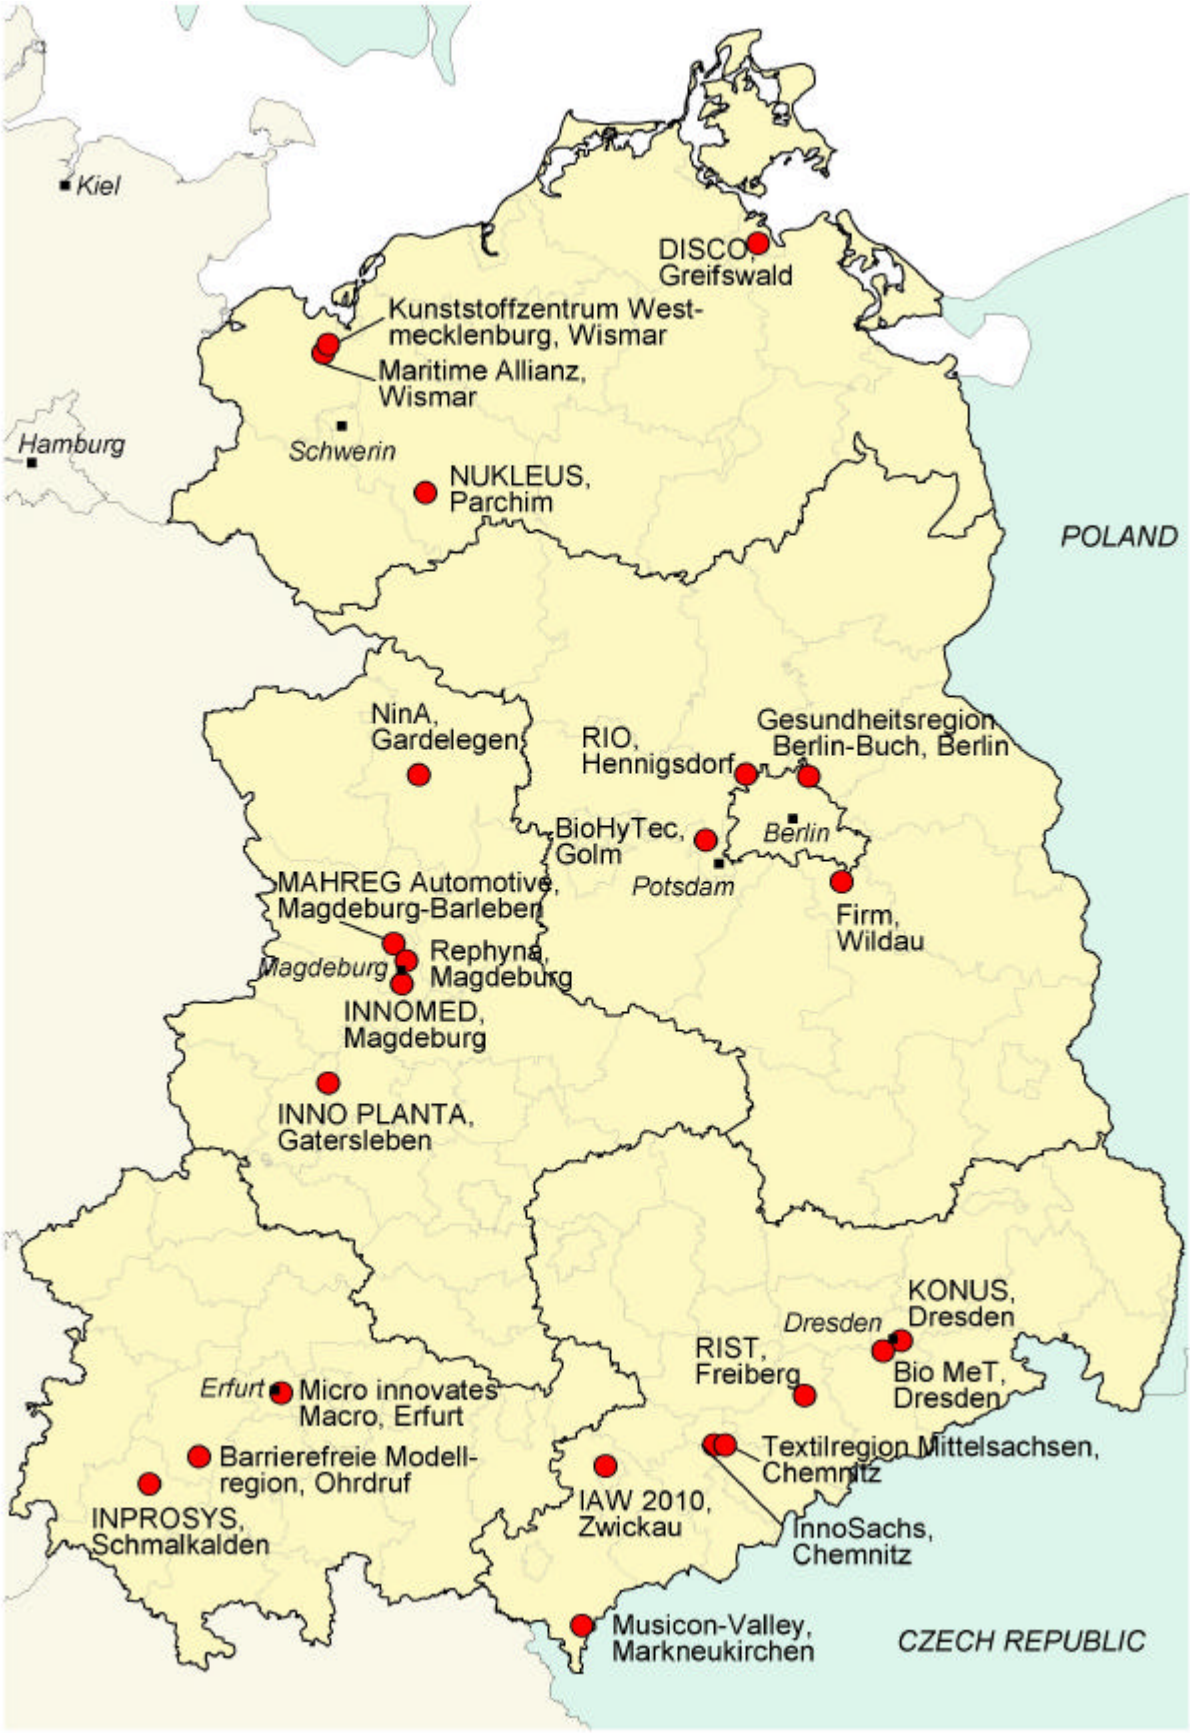 Kiel
DISCO,
Greifswald
Kunststoffzentrum West-
mecklenburg, Wismar
Maritime Allianz,
Wismar
Hamburg
Schwerin
NUKLEUS,
Parchim
POLAND
NinA,
Gardelegen
RIO,
Hennigsdorf
Gesundheitsregion
Berlin-Buch, Berlin
BioHyTec,
Golm
Berlin
Potsdam
MAHREG Automotive,
Magdeburg-Barleben
Firm,
Wildau
Rephyna,
Magdeburg
Magdeburg
INNOMED,
Magdeburg
INNO PLANTA,
Gatersleben
KONUS,
Dresden
Dresden
RIST,
Freiberg
Bio MeT,
Dresden
Erfurt
Micro innovates
Macro, Erfurt
Barrierefreie Modell-
region, Ohrdruf
Textilregion Mittelsachsen,
Chemnitz
INPROSYS,
Schmalkalden
IAW 2010,
Zwickau
InnoSachs,
Chemnitz
Musicon-Valley,
Markneukirchen
CZECH REPUBLIC